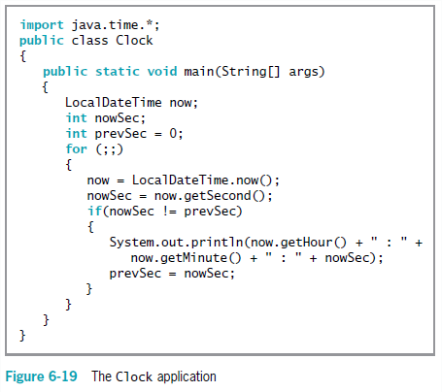 import java.time.*;
public class Clock
{
   public static void main(String[] args)
   {
      LocalDateTime now;
      int nowSec;
      int prevSec = 0;
      for (;;)
      {
         now = LocalDateTime.now();
         nowSec = now.getSecond();
         if(nowSec != prevSec)
         {
            System.out.println(now.getHour() + " : " +
               now.getMinute() + " : " + nowSec);
            prevSec = nowSec;
         }
      }
   }
}
Figure 6-19 The Clock application